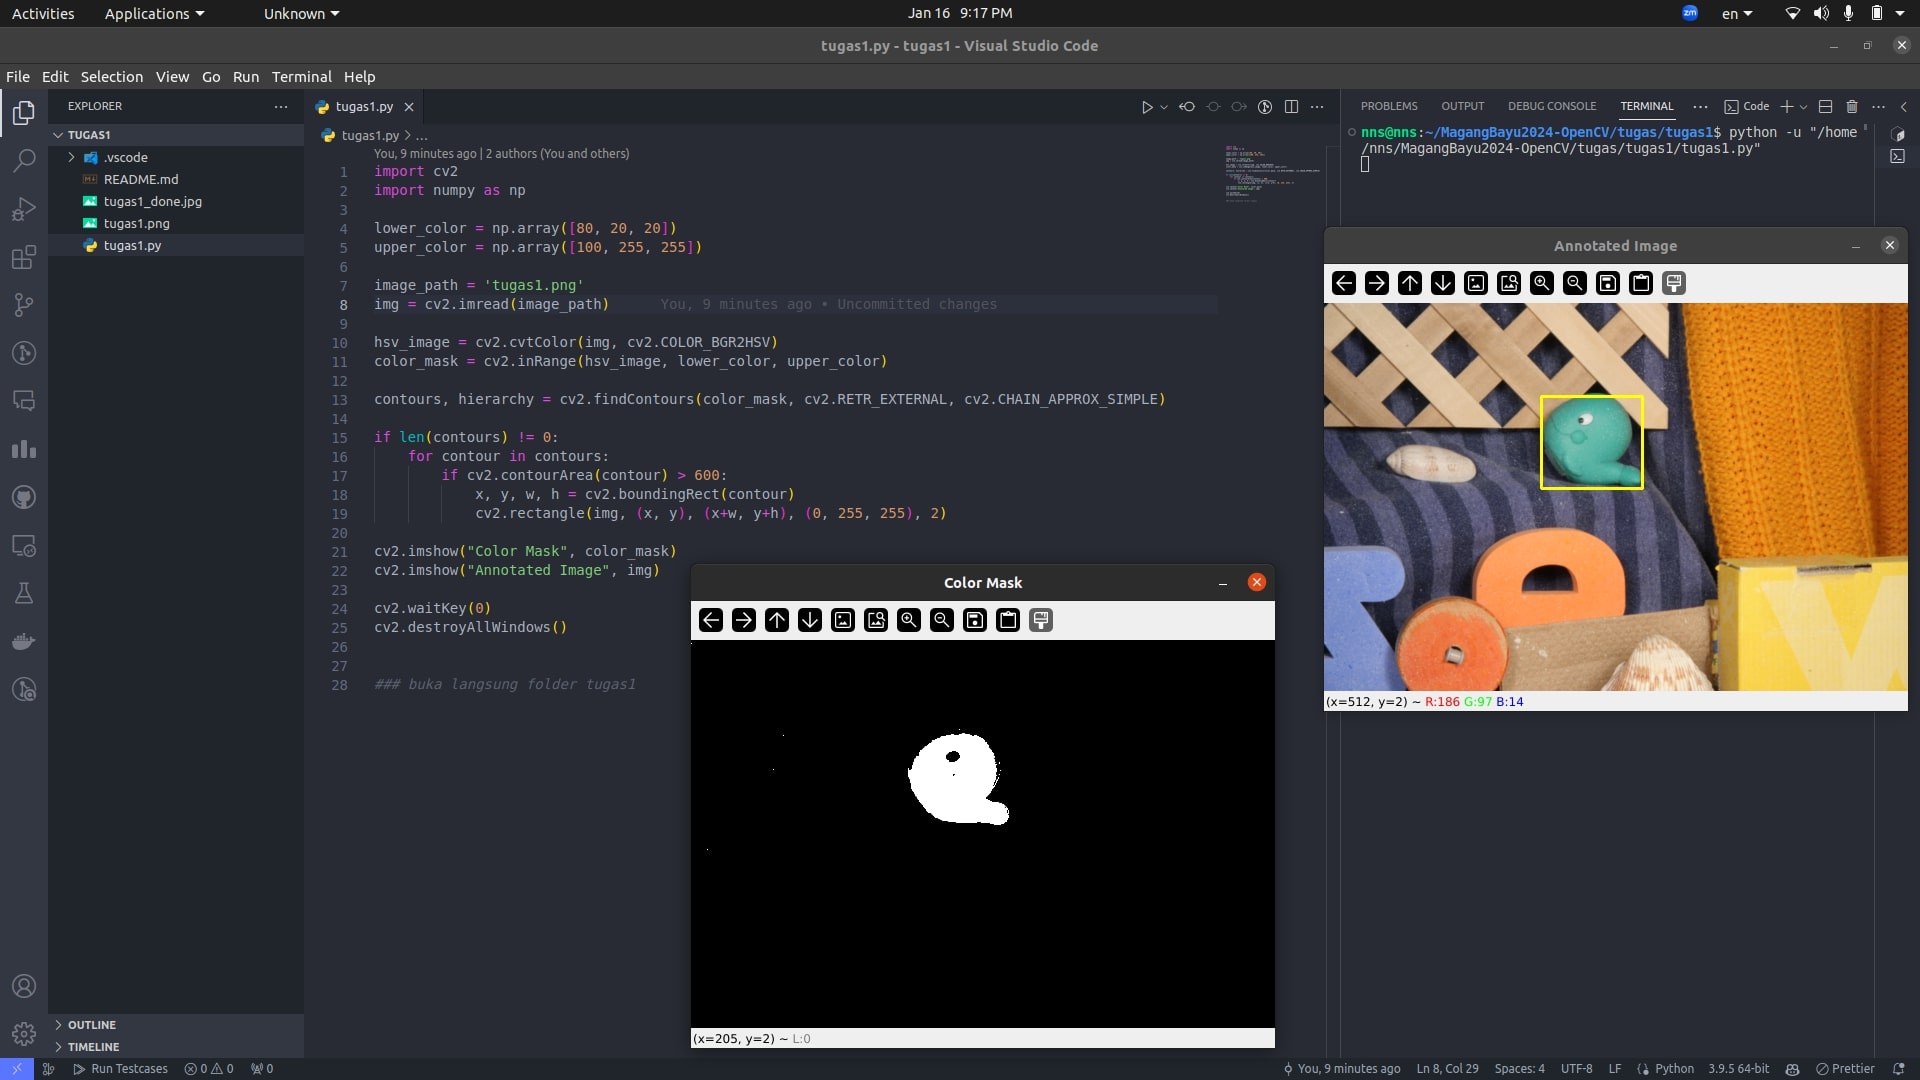 Activities Applications Unknown Jan 16 9:17 PM zm en
tugas1.py - tugas1 - Visual Studio Code
File Edit Selection View Go Run Terminal Help
EXPLORER
TUGAS1
.vscode
README.md
tugas1_done.jpg
tugas1.png
tugas1.py
OUTLINE
TIMELINE
tugas1.py
tugas1.py > ...
You, 9 minutes ago | 2 authors (You and others)
1 import cv2
2 import numpy as np
3
4 lower_color = np.array([80, 20, 20])
5 upper_color = np.array([100, 255, 255])
6
7 image_path = 'tugas1.png'
8 img = cv2.imread(image_path) You, 9 minutes ago • Uncommitted changes
9
10 hsv_image = cv2.cvtColor(img, cv2.COLOR_BGR2HSV)
11 color_mask = cv2.inRange(hsv_image, lower_color, upper_color)
12
13 contours, hierarchy = cv2.findContours(color_mask, cv2.RETR_EXTERNAL, cv2.CHAIN_APPROX_SIMPLE)
14
15 if len(contours) != 0:
16 for contour in contours:
17 if cv2.contourArea(contour) > 600:
18 x, y, w, h = cv2.boundingRect(contour)
19 cv2.rectangle(img, (x, y), (x+w, y+h), (0, 255, 255), 2)
20
21 cv2.imshow("Color Mask", color_mask)
22 cv2.imshow("Annotated Image", img)
23
24 cv2.waitKey(0)
25 cv2.destroyAllWindows()
26
27
28 ### buka langsung folder tugas1
PROBLEMS OUTPUT DEBUG CONSOLE TERMINAL Code
nns@nns:~/MagangBayu2024-OpenCV/tugas/tugas1$ python -u "/home
/nns/MagangBayu2024-OpenCV/tugas/tugas1/tugas1.py"
Annotated Image
(x=512, y=2) ~ R:186 G:97 B:14
Color Mask
(x=205, y=2) ~ L:0
Run Testcases 0 0 0 You, 9 minutes ago Ln 8, Col 29 Spaces: 4 UTF-8 LF Python 3.9.5 64-bit Prettier